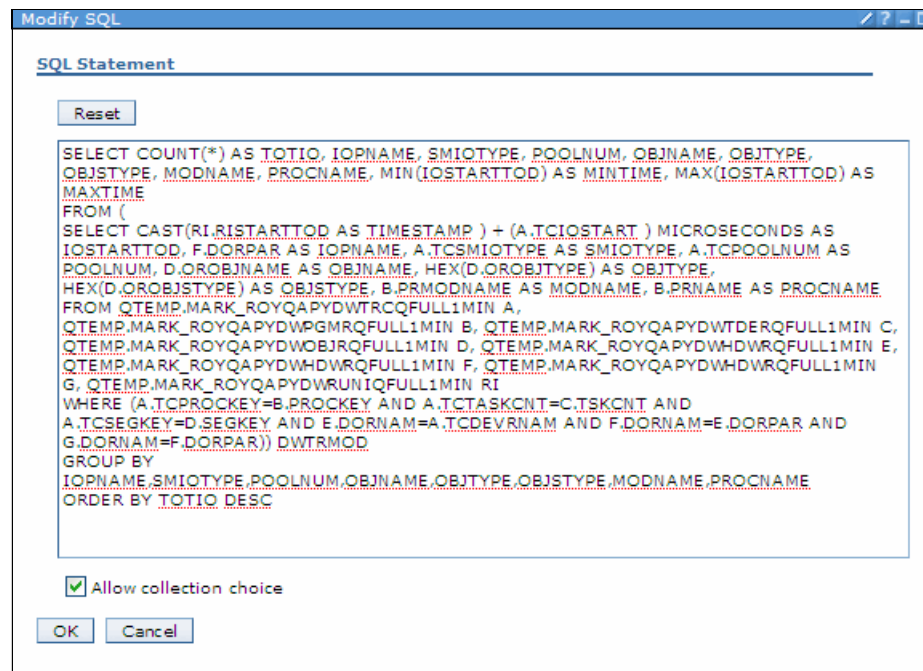 Modify SQL
SQL Statement
Reset
SELECT COUNT(*) AS TOTIO, IOPNAME, SMIOTYPE, POOLNUM, OBJNAME, OBJTYPE,
OBJSTYPE, MODNAME, PROCNAME, MIN(IOSTARTTOD) AS MINTIME, MAX(IOSTARTTOD) AS
MAXTIME
FROM (
SELECT CAST(RI.RISTARTTOD AS TIMESTAMP ) + (A.TCIOSTART ) MICROSECONDS AS
IOSTARTTOD, F.DORPAR AS IOPNAME, A.TCSMIOTYPE AS SMIOTYPE, A.TCPOOLNUM AS
POOLNUM, D.OROBJNAME AS OBJNAME, HEX(D.OROBJTYPE) AS OBJTYPE,
HEX(D.OROBJSTYPE) AS OBJSTYPE, B.PRMODNAME AS MODNAME, B.PRNAME AS PROCNAME
FROM QTEMP.MARK_ROYQAPYDWTRCQFULL1MIN A,
QTEMP.MARK_ROYQAPYDWPGMRQFULL1MIN B, QTEMP.MARK_ROYQAPYDWTDERQFULL1MIN C,
QTEMP.MARK_ROYQAPYDWOBJRQFULL1MIN D, QTEMP.MARK_ROYQAPYDWHDWRQFULL1MIN E,
QTEMP.MARK_ROYQAPYDWHDWRQFULL1MIN F, QTEMP.MARK_ROYQAPYDWHDWRQFULL1MIN
G, QTEMP.MARK_ROYQAPYDWRUNIQFULL1MIN RI
WHERE (A.TCPROCKEY=B.PROCKEY AND A.TCTASKCNT=C.TSKCNT AND
A.TCSEGKEY=D.SEGKEY AND E.DORNAM=A.TCDEVRNAM AND F.DORNAM=E.DORPAR AND
G.DORNAM=F.DORPAR)) DWTRMOD
GROUP BY
IOPNAME,SMIOTYPE,POOLNUM,OBJNAME,OBJTYPE,OBJSTYPE,MODNAME,PROCNAME
ORDER BY TOTIO DESC
Allow collection choice
OK Cancel